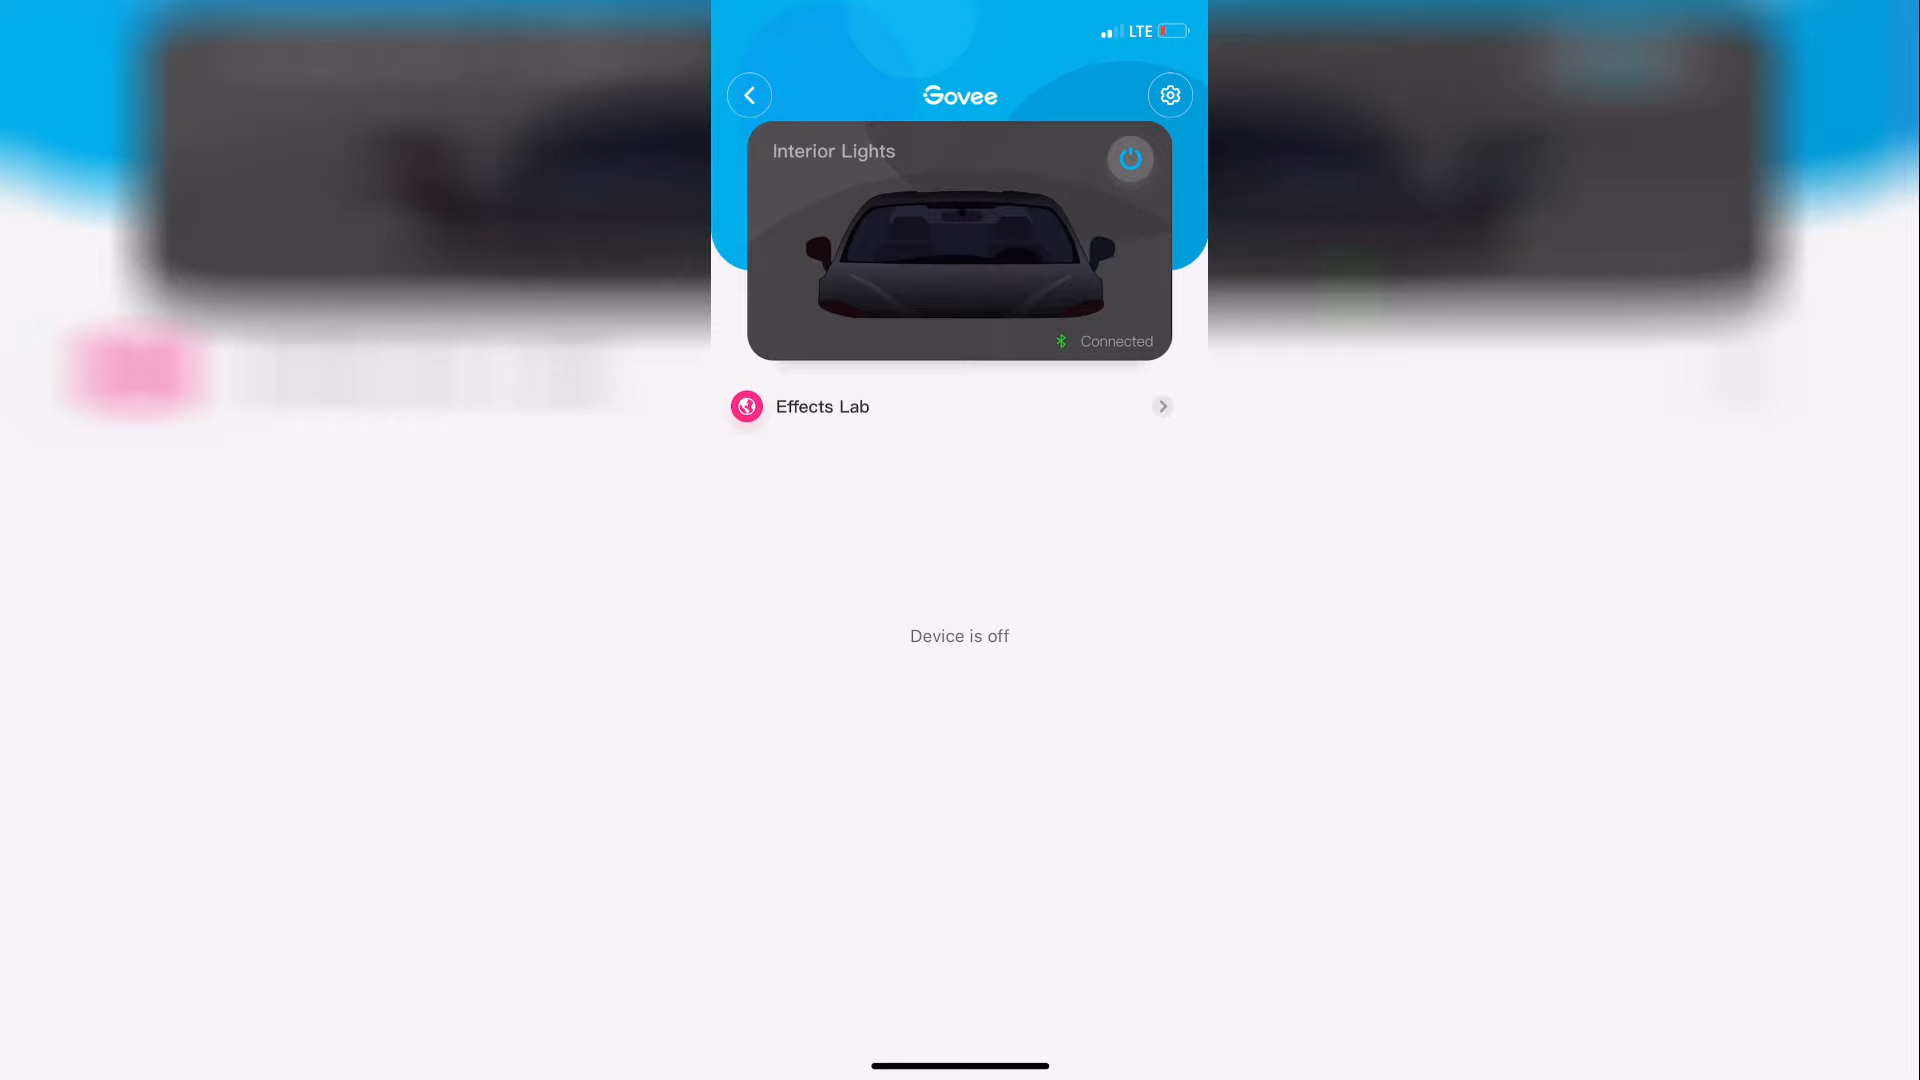 LTE
Govee
Interior Lights
Connected
Effects Lab
Device is off